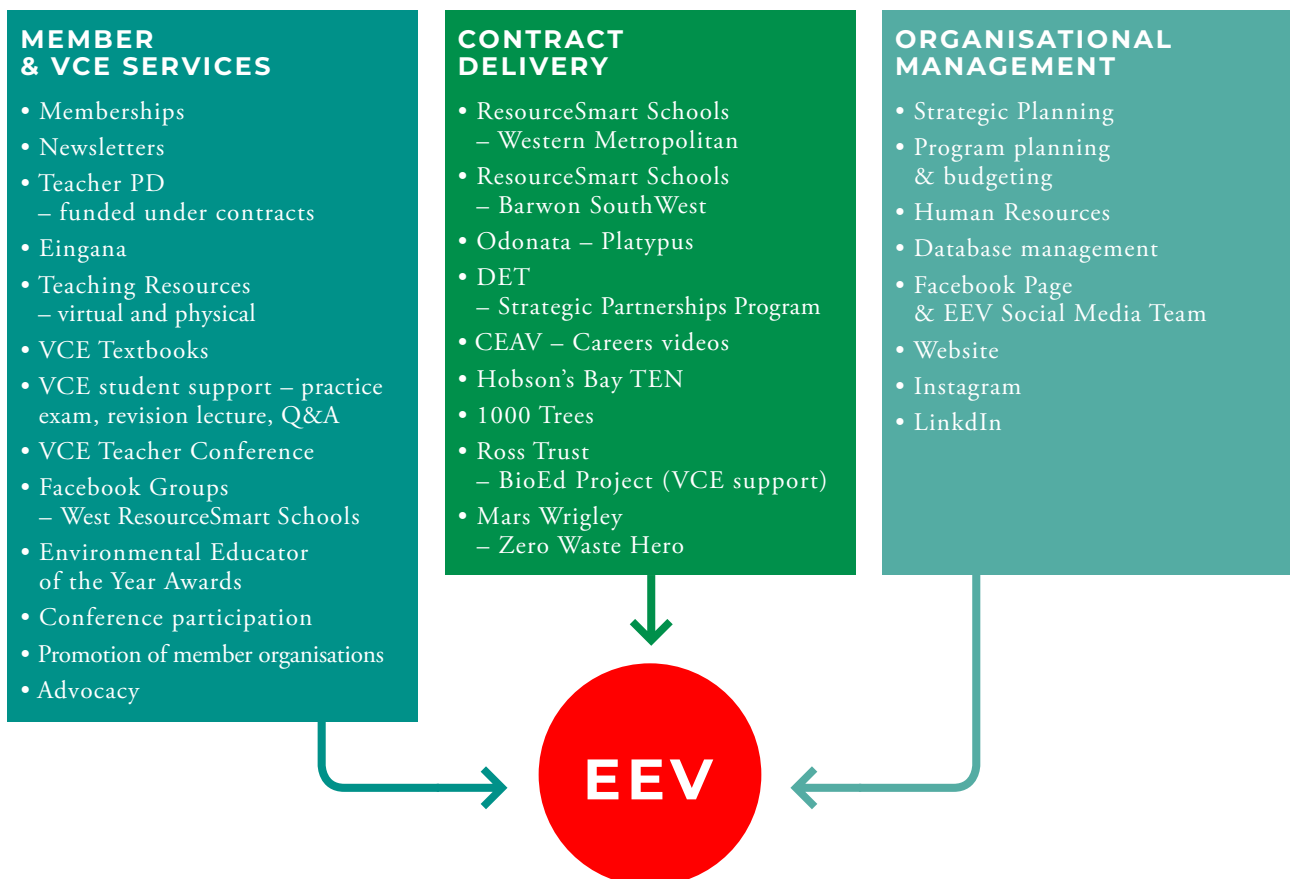 MEMBER
& VCE SERVICES
• Memberships
• Newsletters
• Teacher PD
– funded under contracts
• Eingana
• Teaching Resources
– virtual and physical
• VCE Textbooks
• VCE student support – practice
exam, revision lecture, Q&A
• VCE Teacher Conference
• Facebook Groups
– West ResourceSmart Schools
• Environmental Educator
of the Year Awards
• Conference participation
• Promotion of member organisations
• Advocacy
CONTRACT
DELIVERY
• ResourceSmart Schools
– Western Metropolitan
• ResourceSmart Schools
– Barwon SouthWest
• Odonata – Platypus
• DET
– Strategic Partnerships Program
• CEAV – Careers videos
• Hobson’s Bay TEN
• 1000 Trees
• Ross Trust
– BioEd Project (VCE support)
• Mars Wrigley
– Zero Waste Hero
ORGANISATIONAL
MANAGEMENT
• Strategic Planning
• Program planning
& budgeting
• Human Resources
• Database management
• Facebook Page
& EEV Social Media Team
• Website
• Instagram
• LinkdIn
EEV